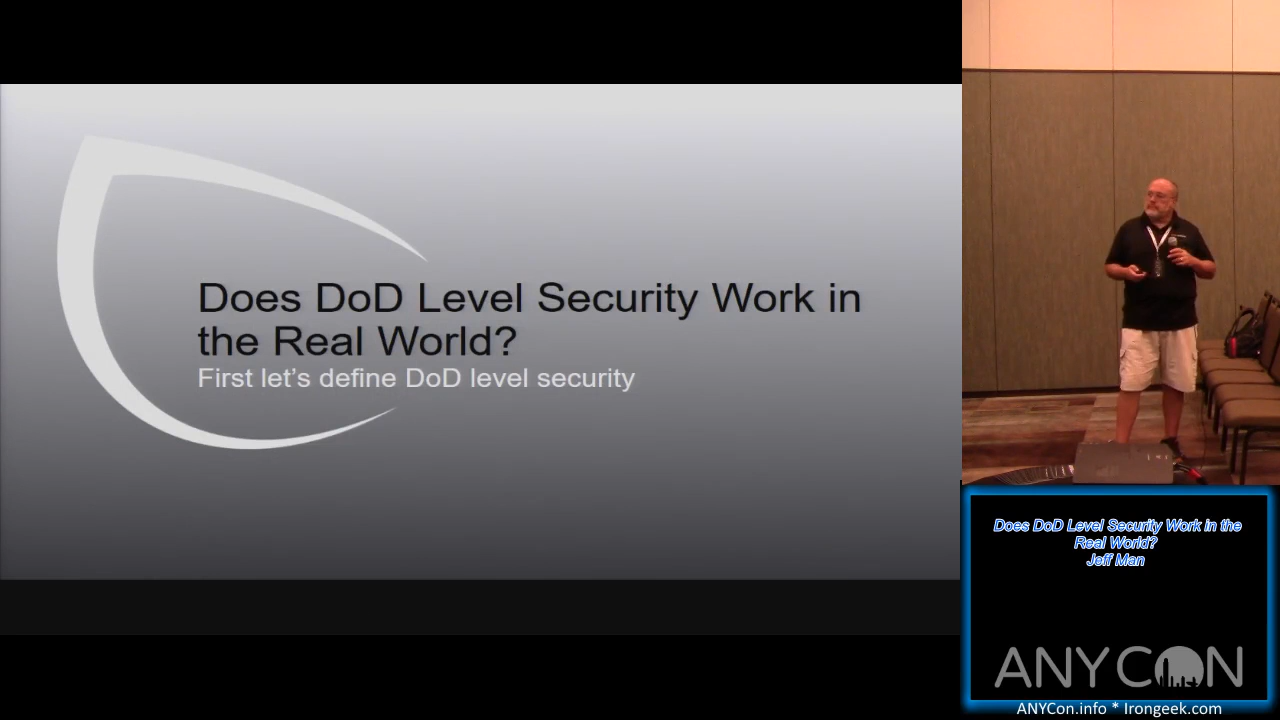 Does DoD Level Security Work in
the Real World?
First let's define DoD level security
Does DoD Level Security Work in the
Real World?
Jeff Man
ANYCON
ANYCon.info * Irongeek.com